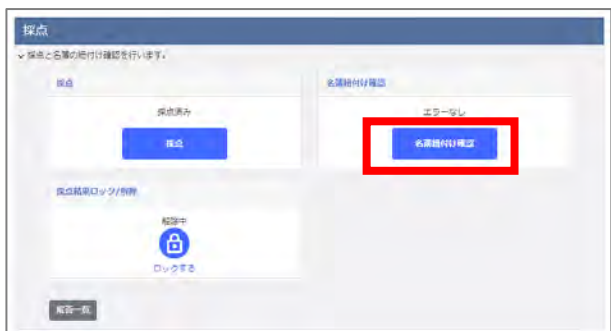 採点
採点と名簿の紐付け確認を行います。
採点
名簿紐付け確認
採点済み
エラーなし
採点
名簿紐付け確認
採点結果ロック/解除
解除中
ロックする
解答一覧